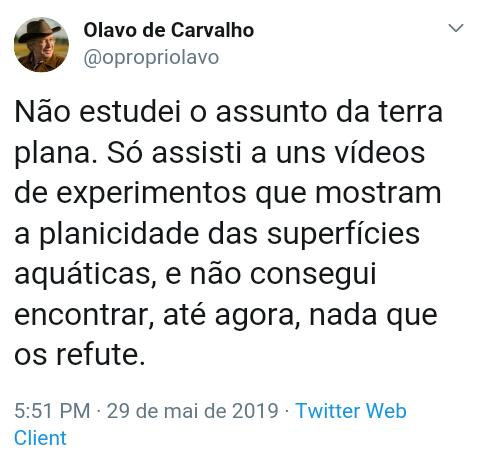 Olavo de Carvalho
@opropriolavo
Não estudei o assunto da terra
plana. Só assisti a uns vídeos
de experimentos que mostram
a planicidade das superfícies
aquáticas, e não consegui
encontrar, até agora, nada que
os refute.
5:51 PM · 29 de mai de 2019 · Twitter Web
Client